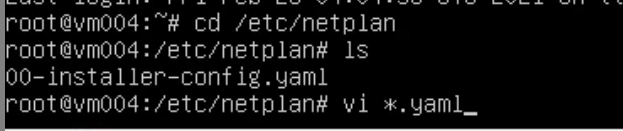 root@vm004:~# cd /etc/netplan
root@vm004:/etc/netplan# ls
00-installer-config.yaml
root@vm004:/etc/netplan# vi *.yaml_